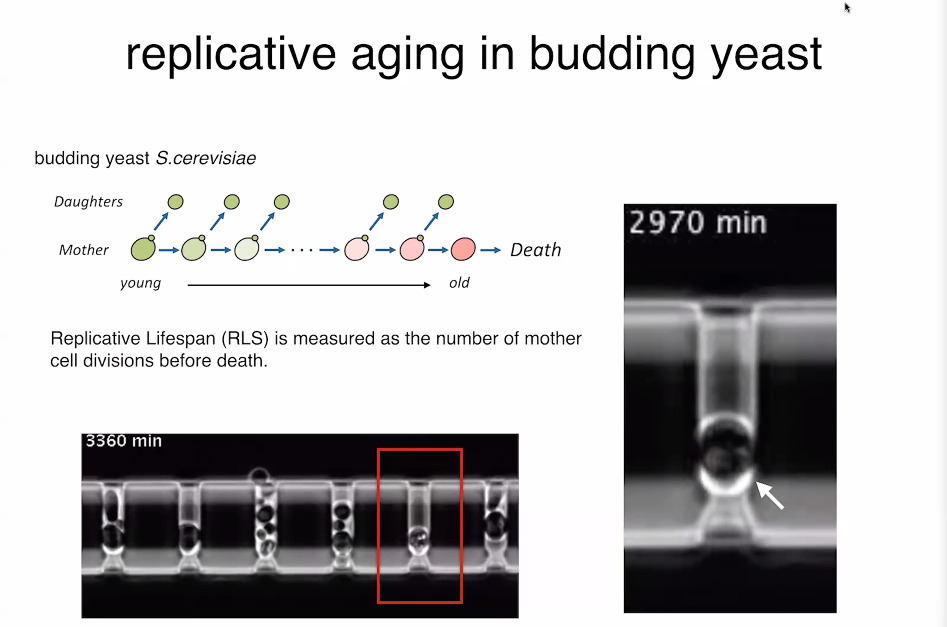 replicative aging in budding yeast
budding yeast S.cerevisiae
Daughters
Mother
Death
young
old
Replicative Lifespan (RLS) is measured as the number of mother
cell divisions before death.
3360 min
2970 min